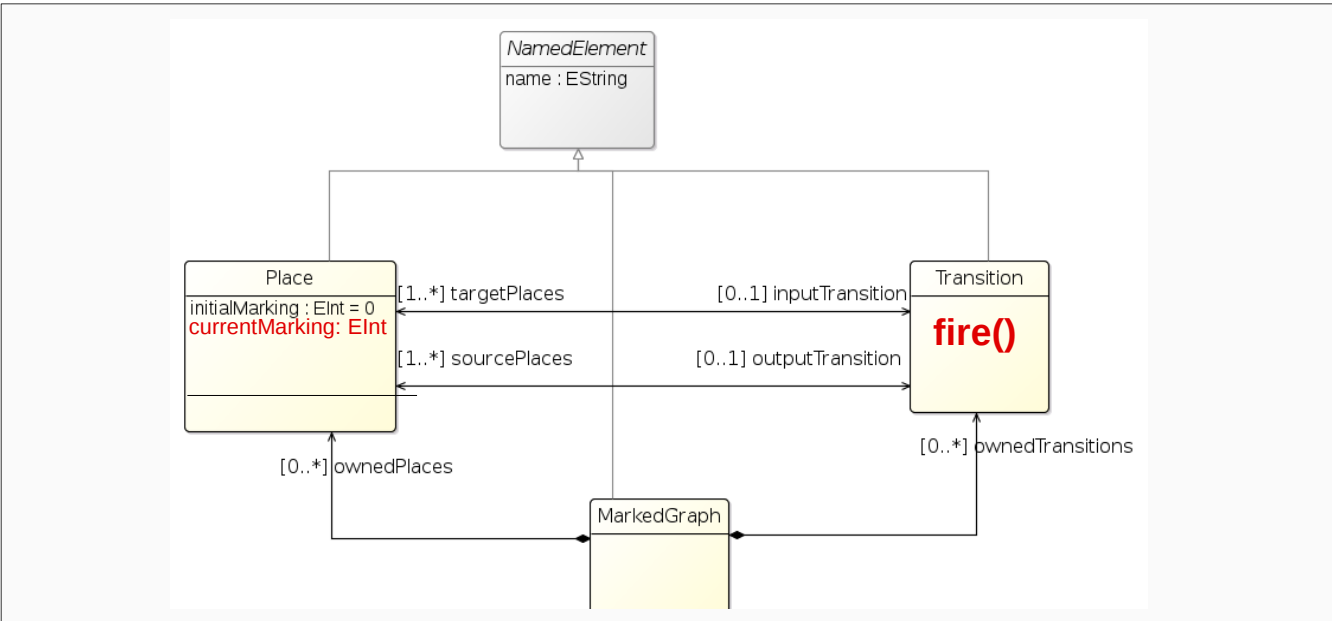 NamedElement
name : EString
Place
initialMarking : EInt = 0
currentMarking: EInt
[1..*] targetPlaces
[0..1] inputTransition
[1..*] sourcePlaces
[0..1] outputTransition
Transition
fire()
[0..*] ownedPlaces
[0..*] ownedTransitions
MarkedGraph